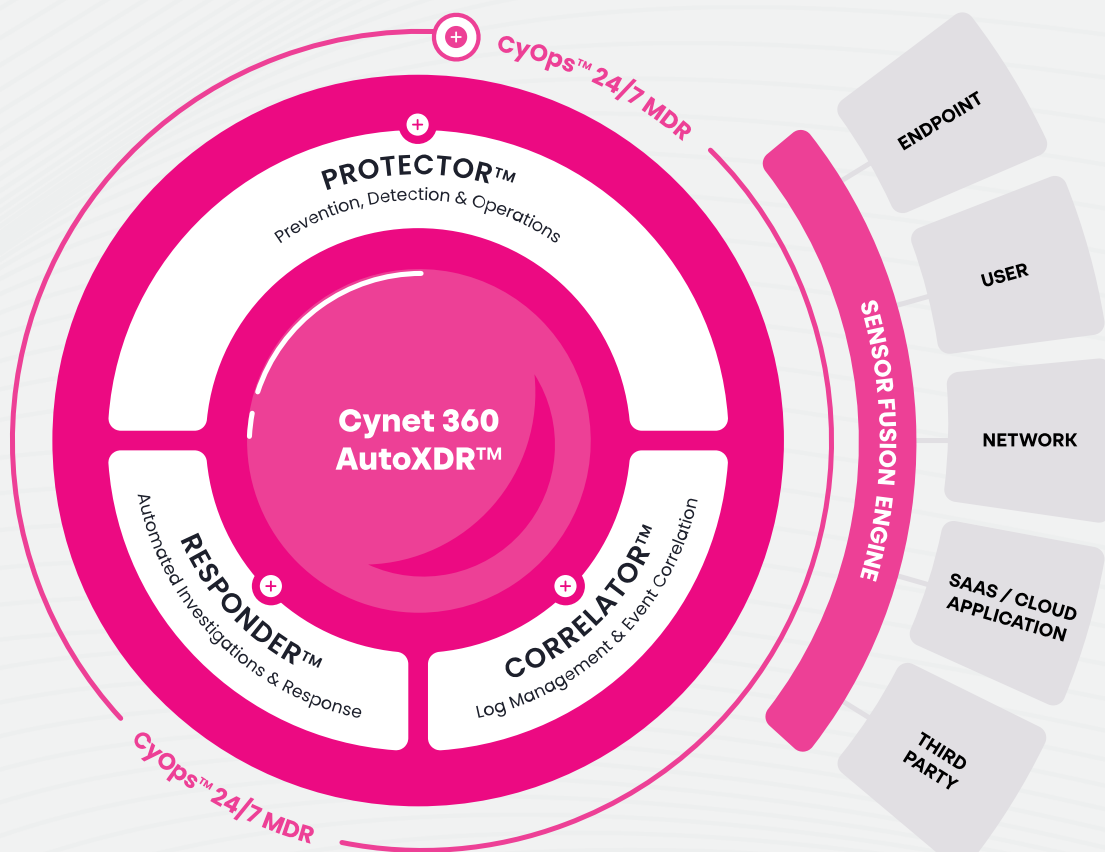 CyOps™ 24/7 MDR
PROTECTOR™
Prevention, Detection & Operations
Cynet 360
AutoXDR™
RESPONDER™
Automated Investigations & Response
CORRELATOR™
Log Management & Event Correlation
CyOps™ 24/7 MDR
SENSOR FUSION ENGINE
ENDPOINT
USER
NETWORK
SAAS / CLOUD
APPLICATION
THIRD
PARTY